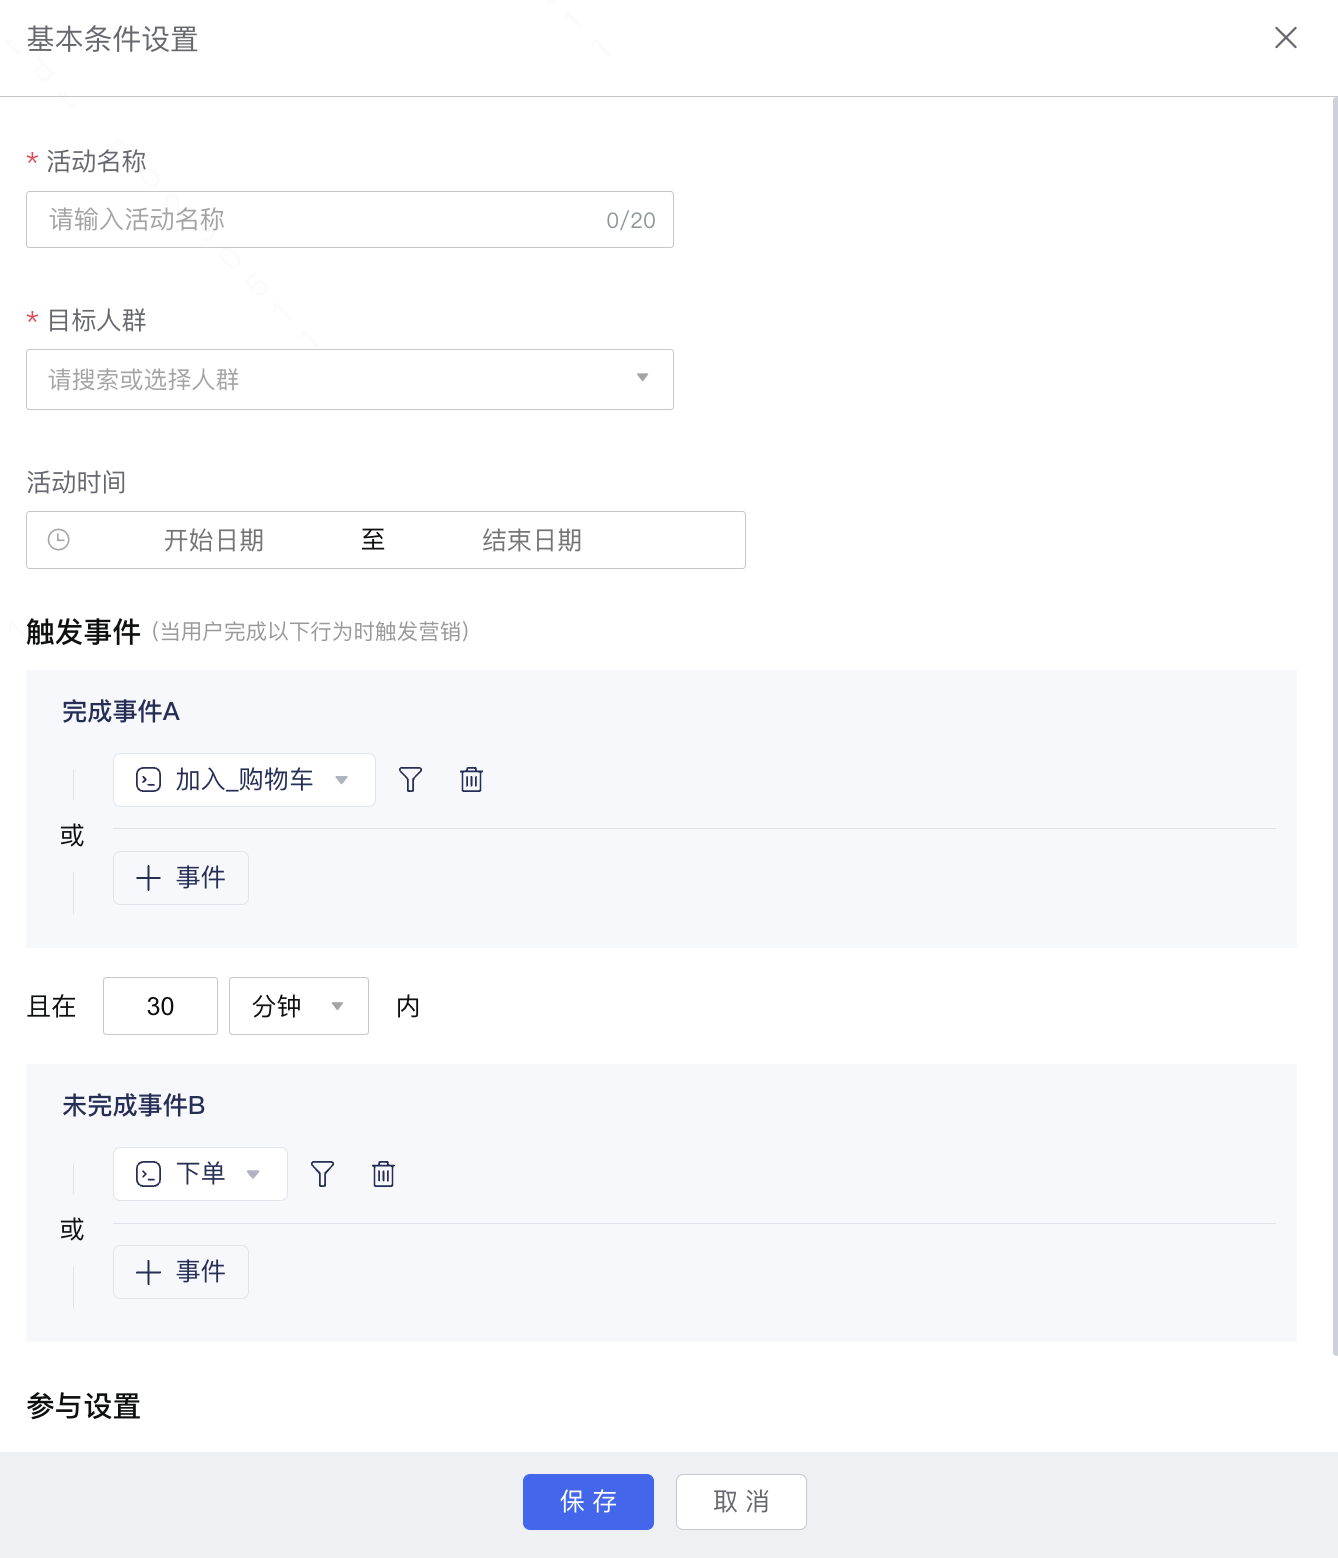 基本条件设置
* 活动名称
请输入活动名称 0/20
* 目标人群
请搜索或选择人群
活动时间
开始日期 至 结束日期
触发事件 (当用户完成以下行为时触发营销)
完成事件A
加入_购物车
或
事件
且在 30 分钟 内
未完成事件B
下单
或
事件
参与设置
保存 取消